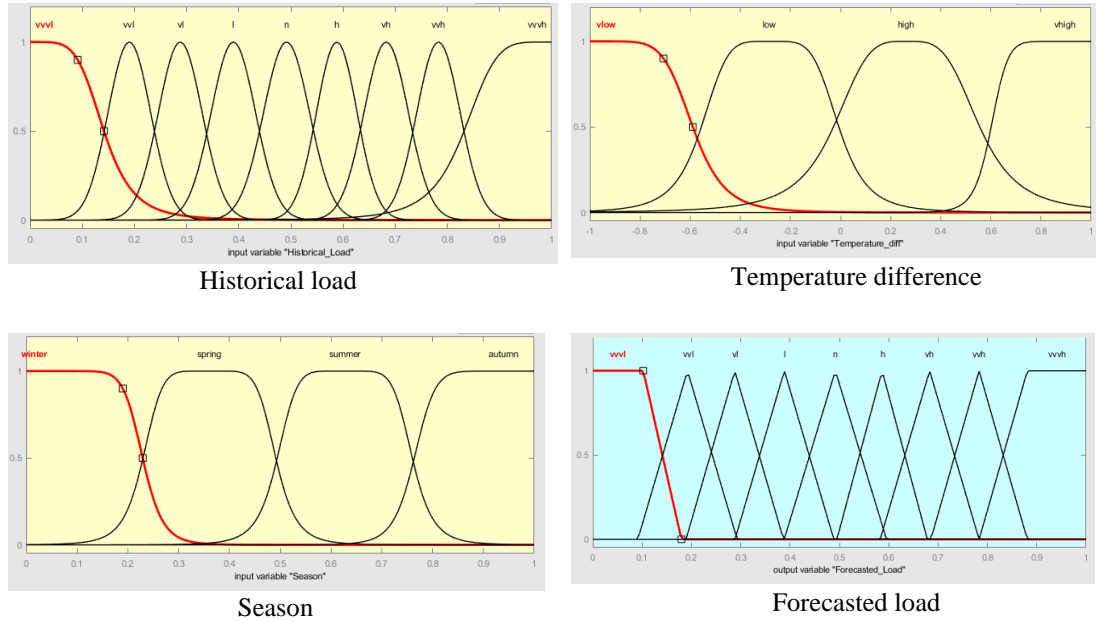 vvvl vvl vl l n h vh vvh vvvh
1
0.5
0
0 0.1 0.2 0.3 0.4 0.5 0.6 0.7 0.8 0.9 1
input variable "Historical_Load"
Historical load
vlow low high vhigh
1
0.5
0
-1 -0.8 -0.6 -0.4 -0.2 0 0.2 0.4 0.6 0.8 1
input variable "Temperature_diff"
Temperature difference
winter spring summer autumn
1
0.5
0
0 0.1 0.2 0.3 0.4 0.5 0.6 0.7 0.8 0.9 1
input variable "Season"
Season
vvvl vvl vl l n h vh vvh vvvh
1
0.5
0
0 0.1 0.2 0.3 0.4 0.5 0.6 0.7 0.8 0.9 1
output variable "Forecasted_Load"
Forecasted load